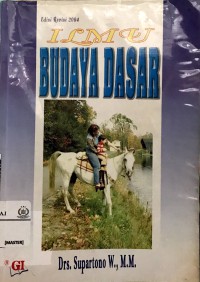 Edisi Revisi 2004
ILMU
BUDAYA DASAR
[MASTER]
GI
Drs. Supartono W., M.M.